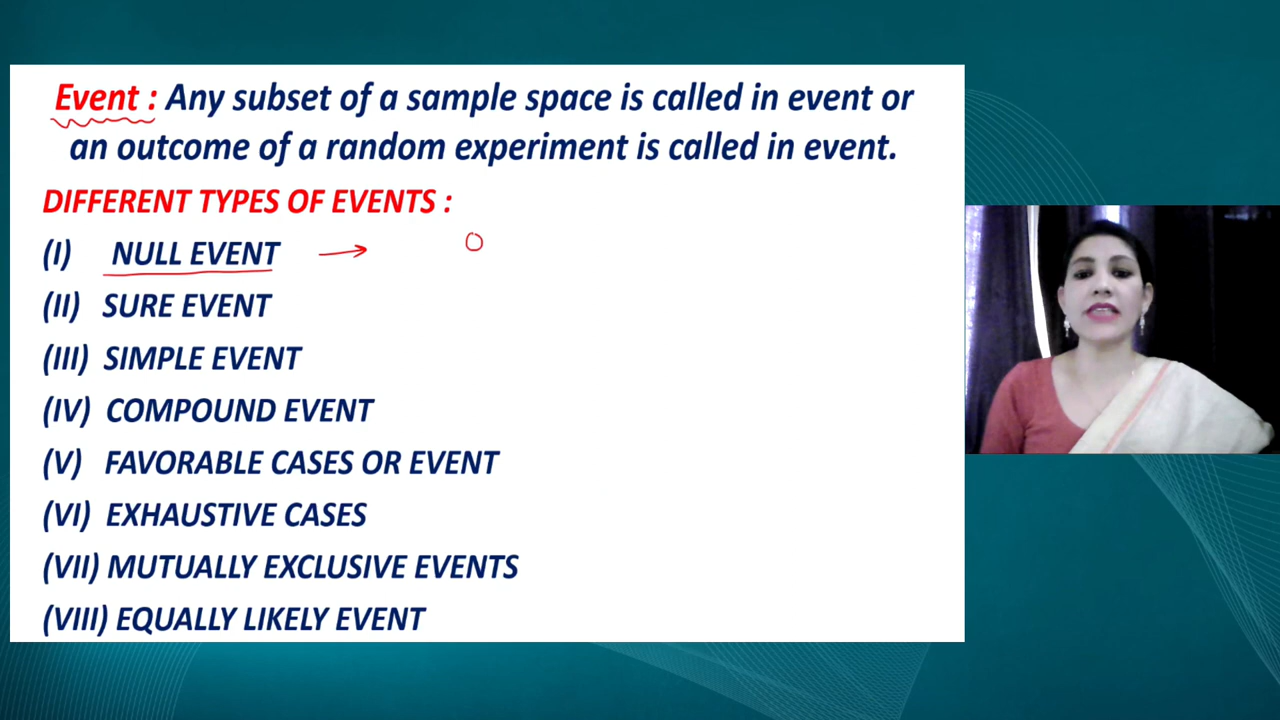 Event : Any subset of a sample space is called in event or
an outcome of a random experiment is called in event.
DIFFERENT TYPES OF EVENTS :
(I) NULL EVENT → O
(II) SURE EVENT
(III) SIMPLE EVENT
(IV) COMPOUND EVENT
(V) FAVORABLE CASES OR EVENT
(VI) EXHAUSTIVE CASES
(VII) MUTUALLY EXCLUSIVE EVENTS
(VIII) EQUALLY LIKELY EVENT